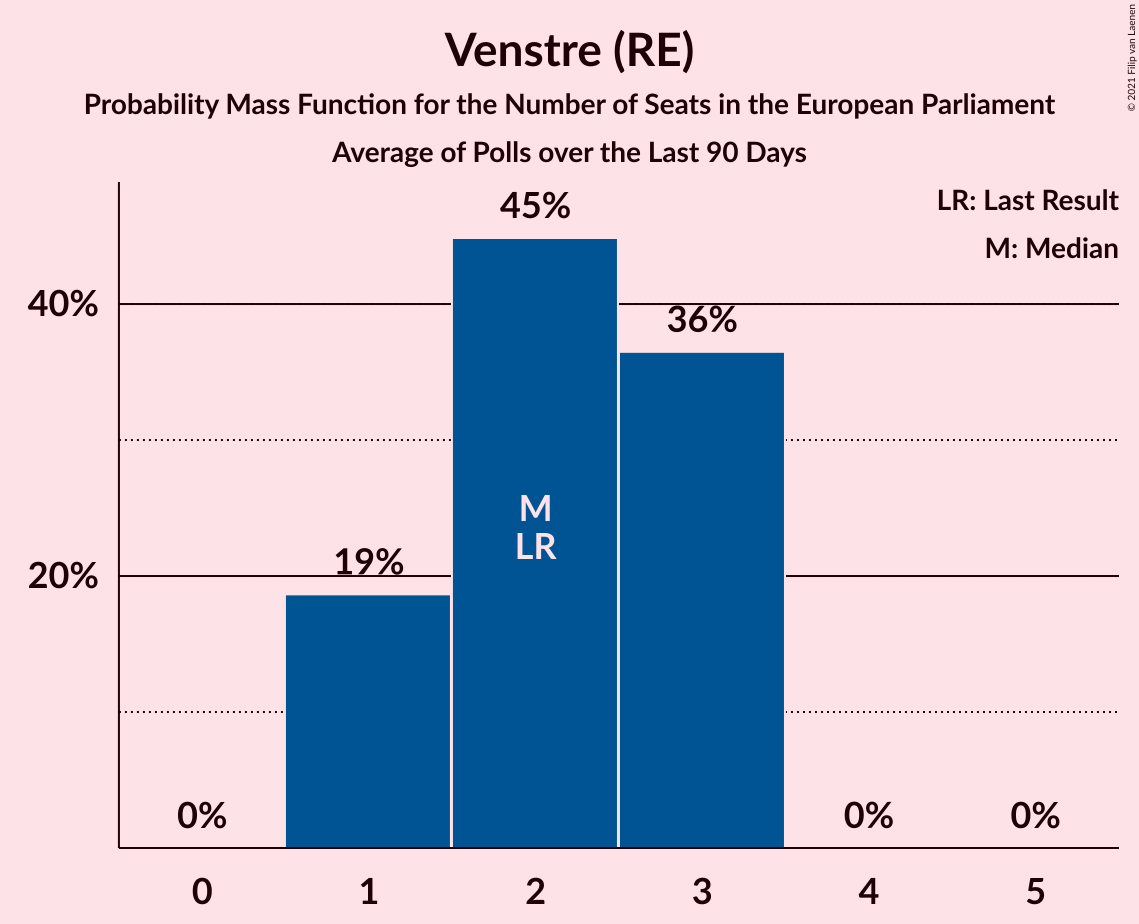 Venstre (RE)
Probability Mass Function for the Number of Seats in the European Parliament
Average of Polls over the Last 90 Days
© 2021 Filip van Laenen
LR: Last Result
M: Median
45%
40%
36%
M
LR
19%
20%
0%
0%
0%
0
1
2
3
4
5